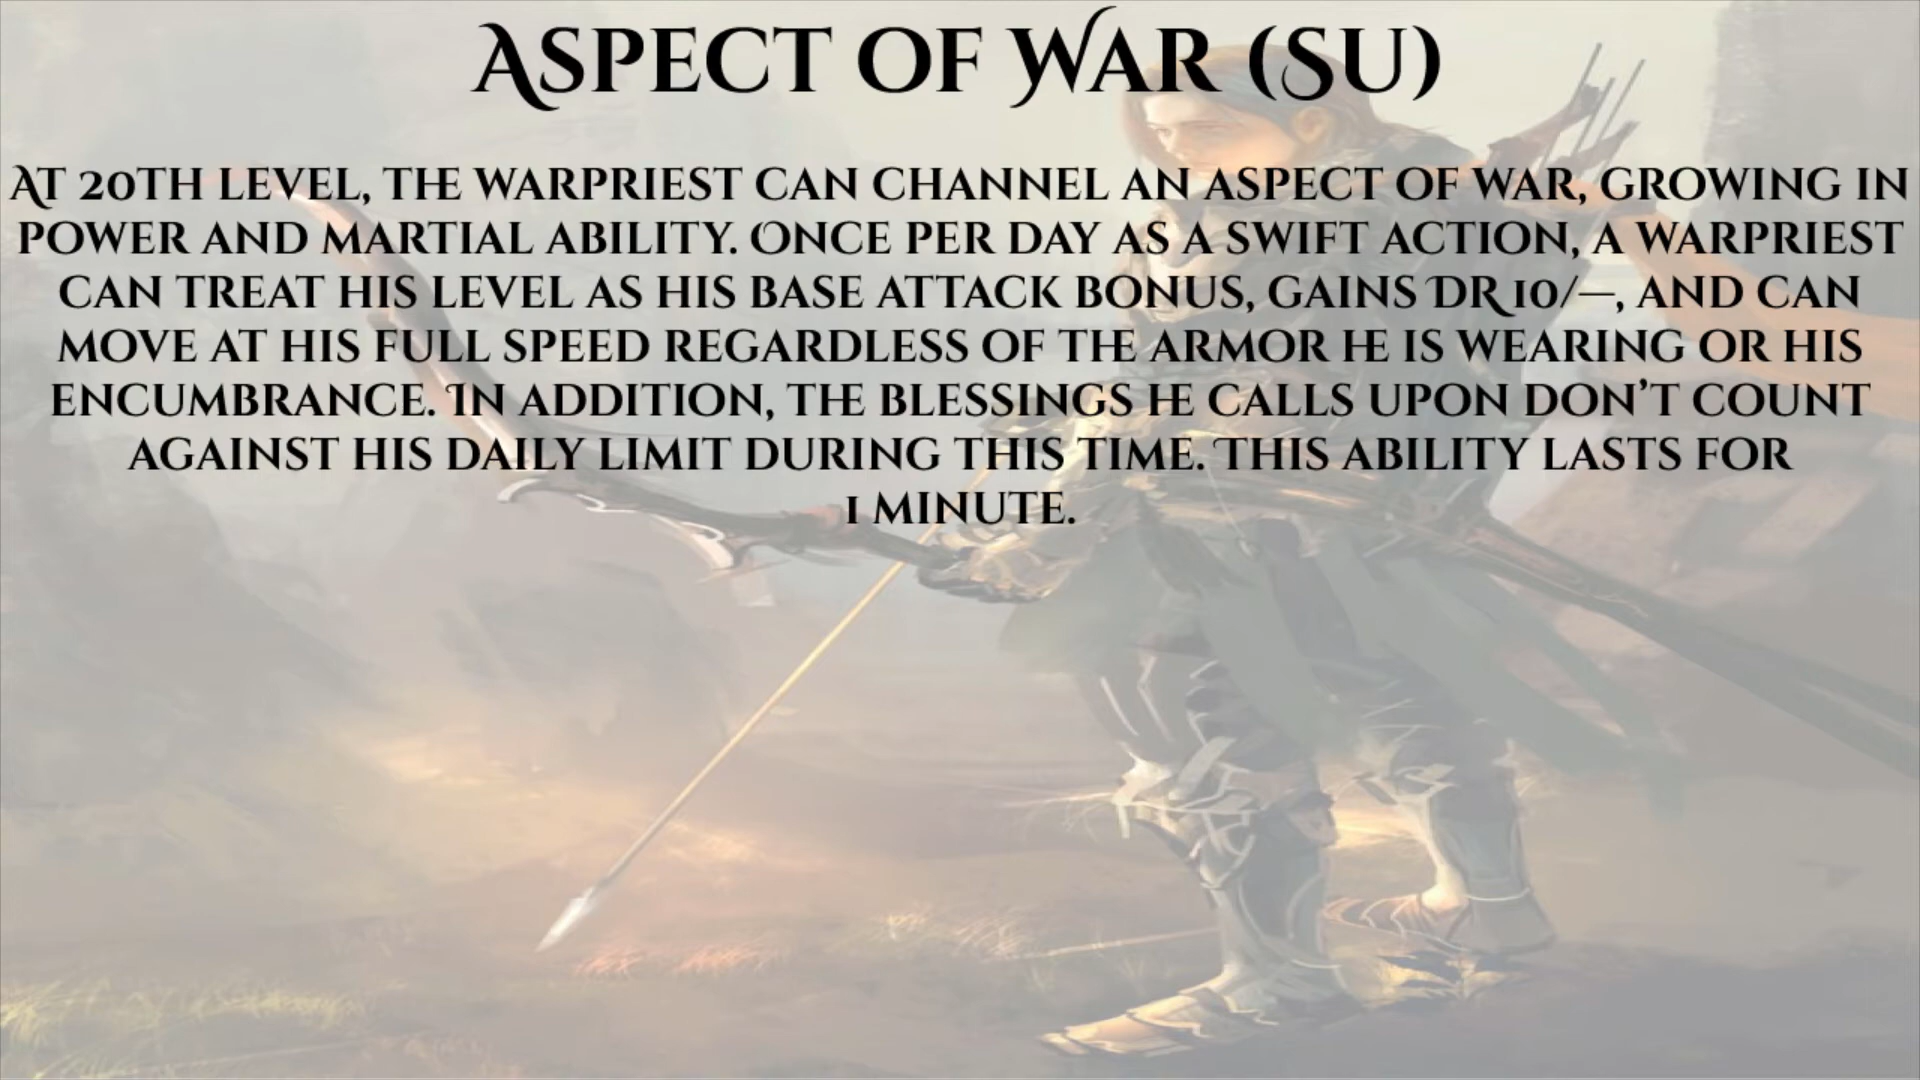 Aspect of War (Su)
At 20th level, the warpriest can channel an aspect of war, growing in
power and martial ability. Once per day as a swift action, a warpriest
can treat his level as his base attack bonus, gains DR 10/—, and can
move at his full speed regardless of the armor he is wearing or his
encumbrance. In addition, the blessings he calls upon don’t count
against his daily limit during this time. This ability lasts for
1 minute.